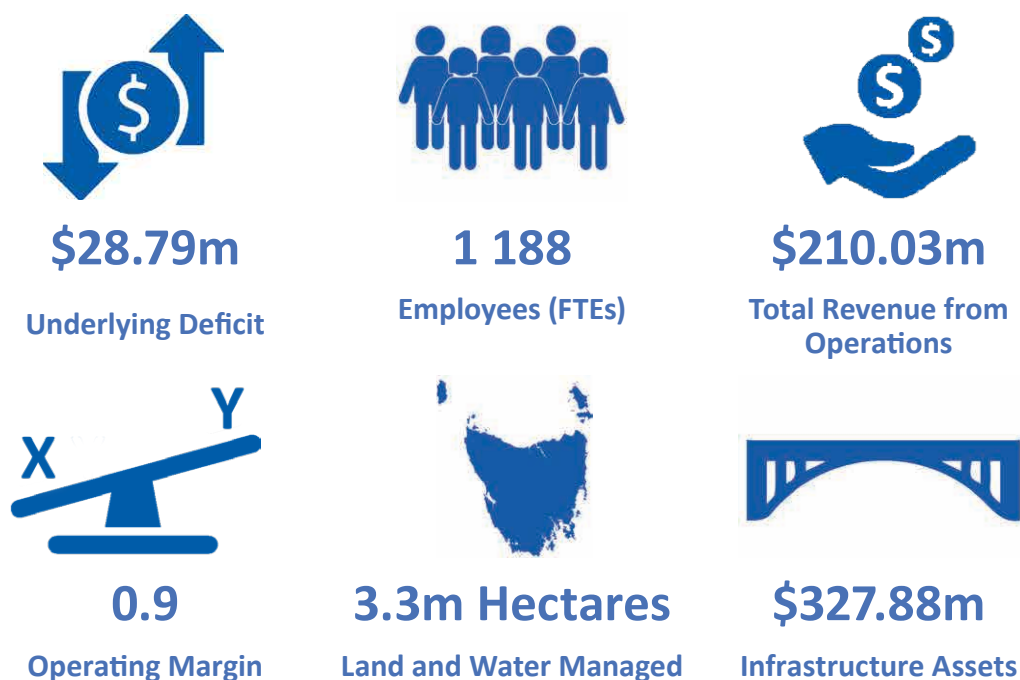 $
$
$
$28.79m
Underlying Deficit
1 188
Employees (FTEs)
$210.03m
Total Revenue from
Operations
X
Y
0.9
Operating Margin
3.3m Hectares
Land and Water Managed
$327.88m
Infrastructure Assets